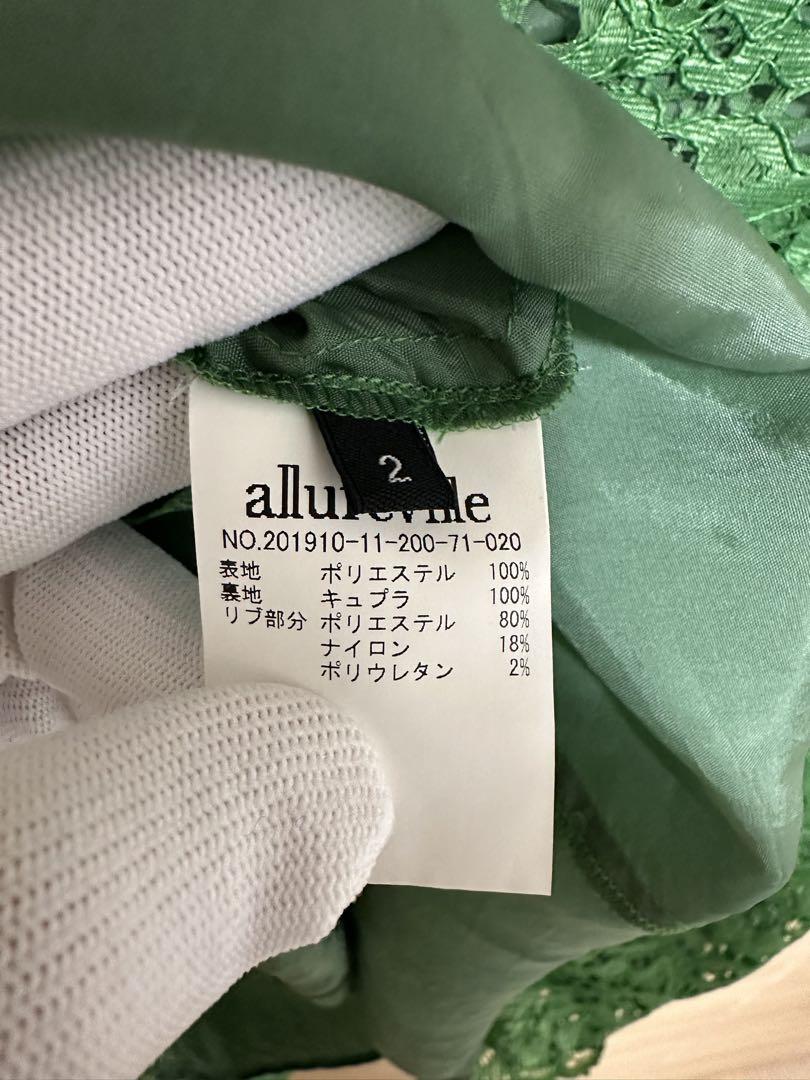 2
allureville
NO.201910-11-200-71-020
表地 ポリエステル 100%
裏地 キュプラ 100%
リブ部分 ポリエステル 80%
ナイロン 18%
ポリウレタン 2%